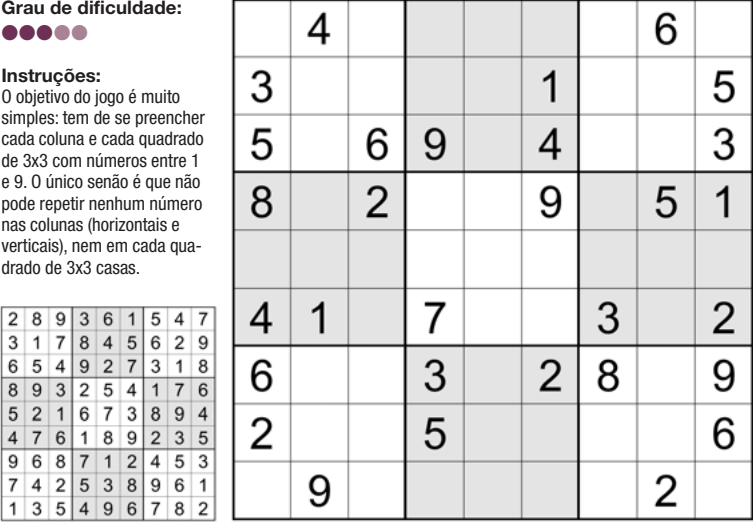 Grau de dificuldade:
Instruções:
O objetivo do jogo é muito
simples: tem de se preencher
cada coluna e cada quadrado
de 3x3 com números entre 1
e 9. O único senão é que não
pode repetir nenhum número
nas colunas (horizontais e
verticais), nem em cada qua-
drado de 3x3 casas.
2 8 9 3 6 1 5 4 7
3 1 7 8 4 5 6 2 9
6 5 4 9 2 7 3 1 8
8 9 3 2 5 4 1 7 6
5 2 1 6 7 3 8 9 4
4 7 6 1 8 9 2 3 5
9 6 8 7 1 2 4 5 3
7 4 2 5 3 8 9 6 1
1 3 5 4 9 6 7 8 2
4 6
3 1 5
5 6 9 4 3
8 2 9 5 1
4 1 7 3 2
6 3 2 8 9
2 5 6
9 2